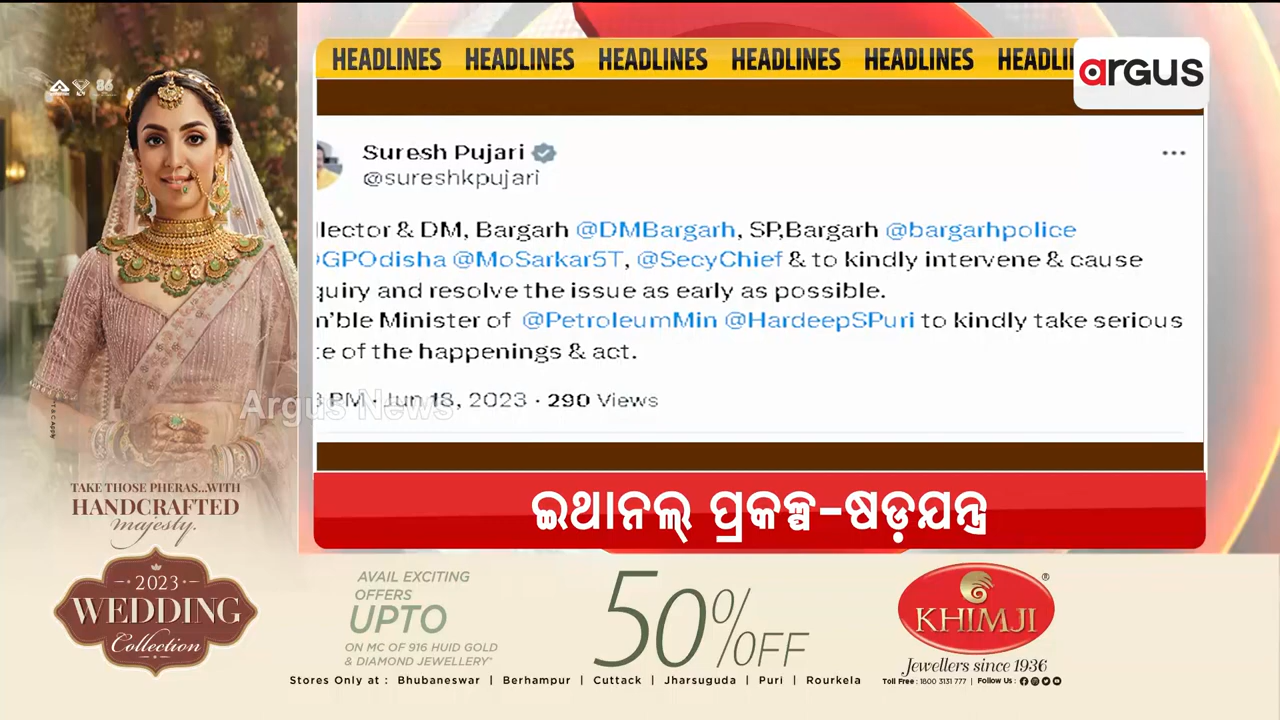 HEADLINES HEADLINES HEADLINES HEADLINES HEADLINES HEADLI
argus
86
Suresh Pujari
@sureshkpujari
llector & DM, Bargarh @DMBargarh, SP,Bargarh @bargarhpolice
GPOdisha @MoSarkar5T, @SecyChief & to kindly intervene & cause
quiry and resolve the issue as early as possible.
n'ble Minister of @PetroleumMin @HardeepSPuri to kindly take serious
te of the happenings & act.
PM · Jun 18, 2023 · 290 Views
Argus News
T & C Apply
ଇଥାନଲ୍ ପ୍ରକଳ୍ପ-ଷଡ଼ଯନ୍ତ୍ର
TAKE THOSE PHERAS...WITH
HANDCRAFTED
majesty.
2023
WEDDING
Collection
AVAIL EXCITING
OFFERS
UPTO
ON MC OF 916 HUID GOLD
& DIAMOND JEWELLERY*
50% OFF
KHIMJI
®
Jewellers since 1936
Stores Only at : Bhubaneswar | Berhampur | Cuttack | Jharsuguda | Puri | Rourkela
Toll Free : 1800 3131 777 | Follow Us :